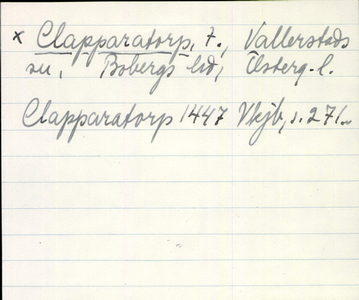 x Clapparatorp, t., Vallerstads
sn, Bobergs hd, Österg. l.
Clapparatorp 1447 Vkjb, s. 271